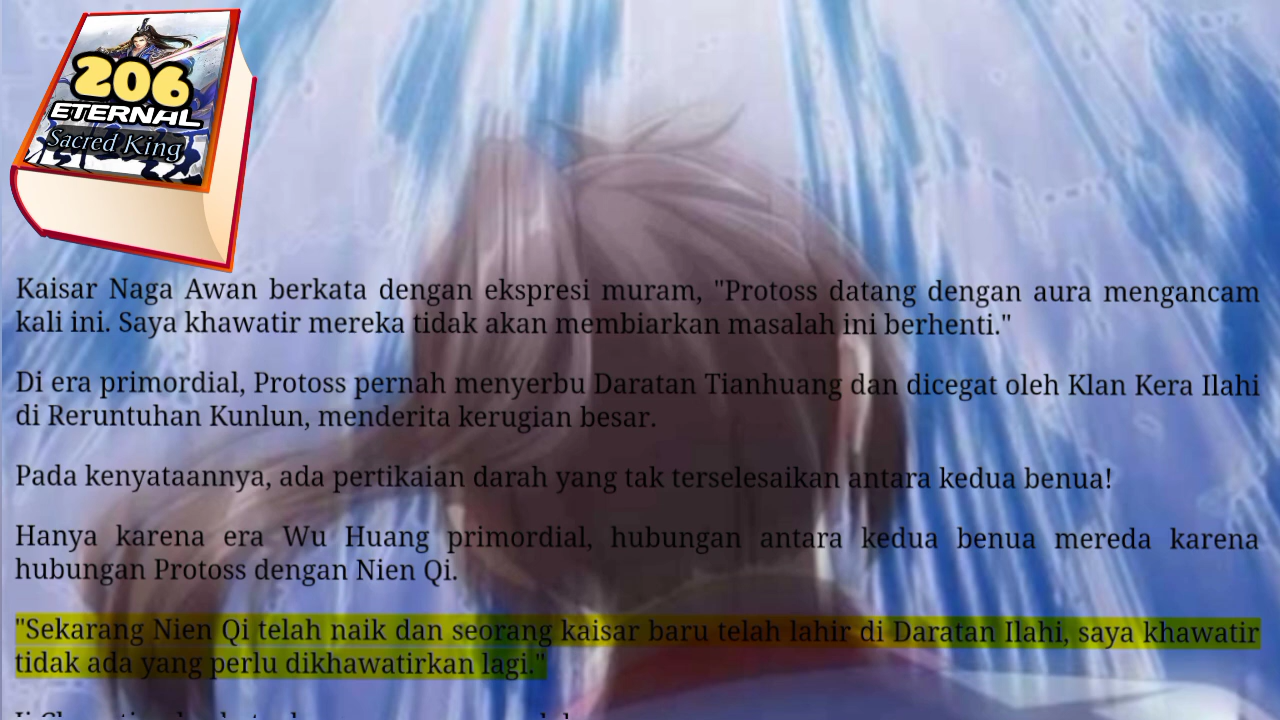 206
ETERNAL
Sacred King
Kaisar Naga Awan berkata dengan ekspresi muram, "Protoss datang dengan aura mengancam
kali ini. Saya khawatir mereka tidak akan membiarkan masalah ini berhenti."
Di era primordial, Protoss pernah menyerbu Daratan Tianhuang dan dicegat oleh Klan Kera Ilahi
di Reruntuhan Kunlun, menderita kerugian besar.
Pada kenyataannya, ada pertikaian darah yang tak terselesaikan antara kedua benua!
Hanya karena era Wu Huang primordial, hubungan antara kedua benua mereda karena
hubungan Protoss dengan Nien Qi.
"Sekarang Nien Qi telah naik dan seorang kaisar baru telah lahir di Daratan Ilahi, saya khawatir
tidak ada yang perlu dikhawatirkan lagi."